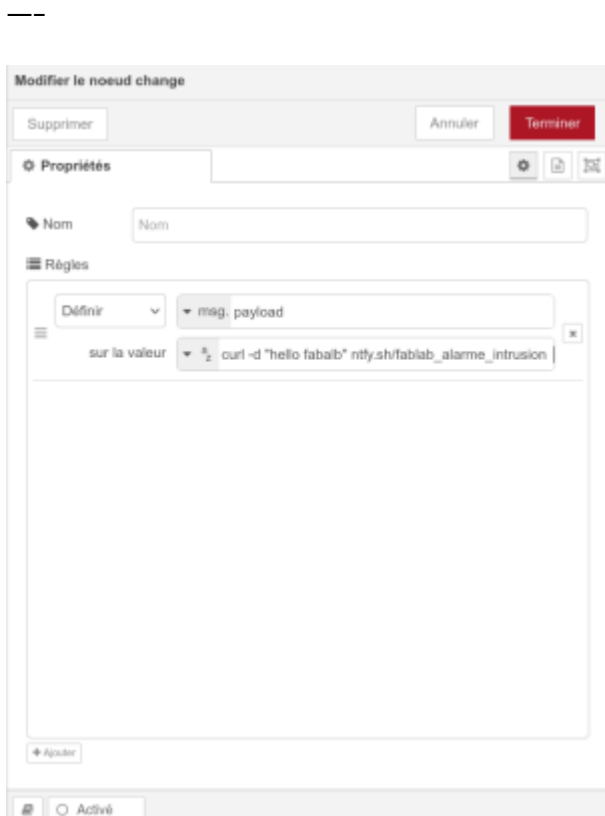 —--
Modifier le noeud change
Supprimer Annuler Terminer
Propriétés
Nom Nom
Règles
Définir msg. payload
sur la valeur a z curl -d "hello fabalb" ntfy.sh/fablab_alarme_intrusion
Ajouter
Activé